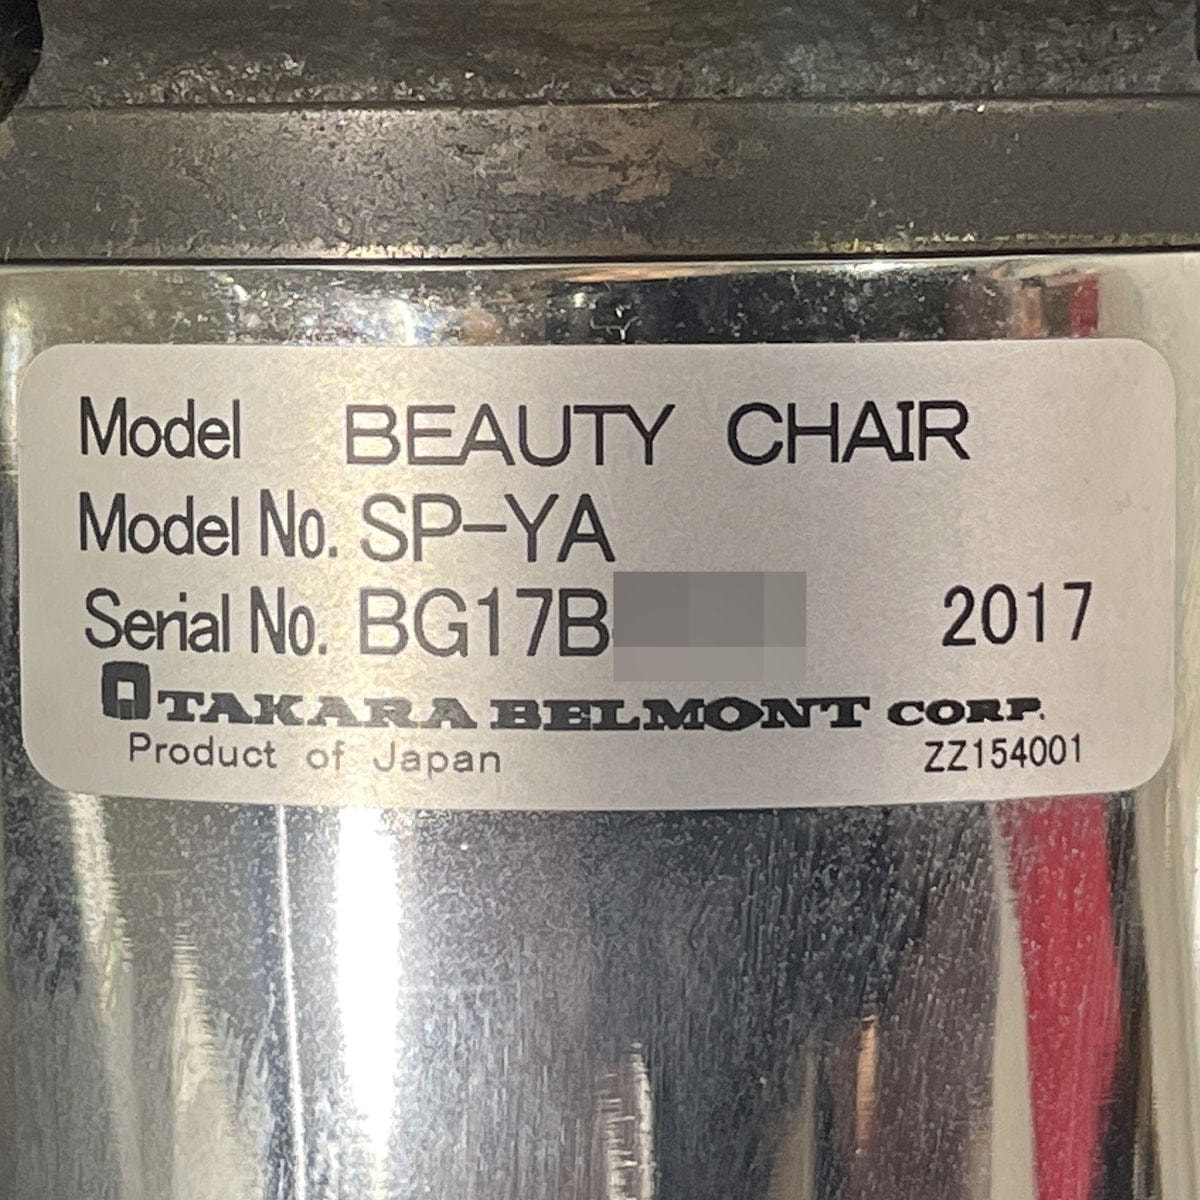 Model BEAUTY CHAIR
Model No. SP-YA
Serial No. BG17B 2017
TAKARA BELMONT CORP.
Product of Japan ZZ154001